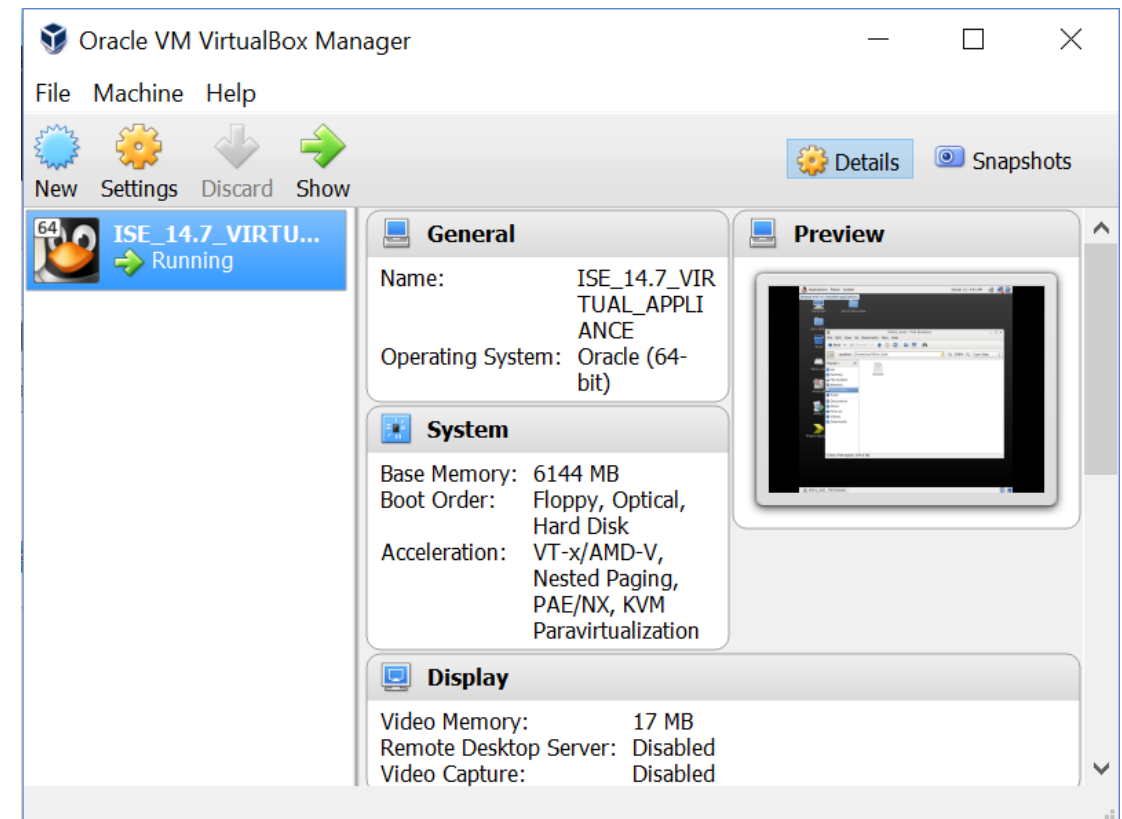 Oracle VM VirtualBox Manager
File Machine Help
New Settings Discard Show
Details Snapshots
64
ISE_14.7_VIRTU...
Running
General
Name: ISE_14.7_VIR
TUAL_APPLI
ANCE
Operating System: Oracle (64-
bit)
Preview
System
Base Memory: 6144 MB
Boot Order: Floppy, Optical,
Hard Disk
Acceleration: VT-x/AMD-V,
Nested Paging,
PAE/NX, KVM
Paravirtualization
Display
Video Memory: 17 MB
Remote Desktop Server: Disabled
Video Capture: Disabled